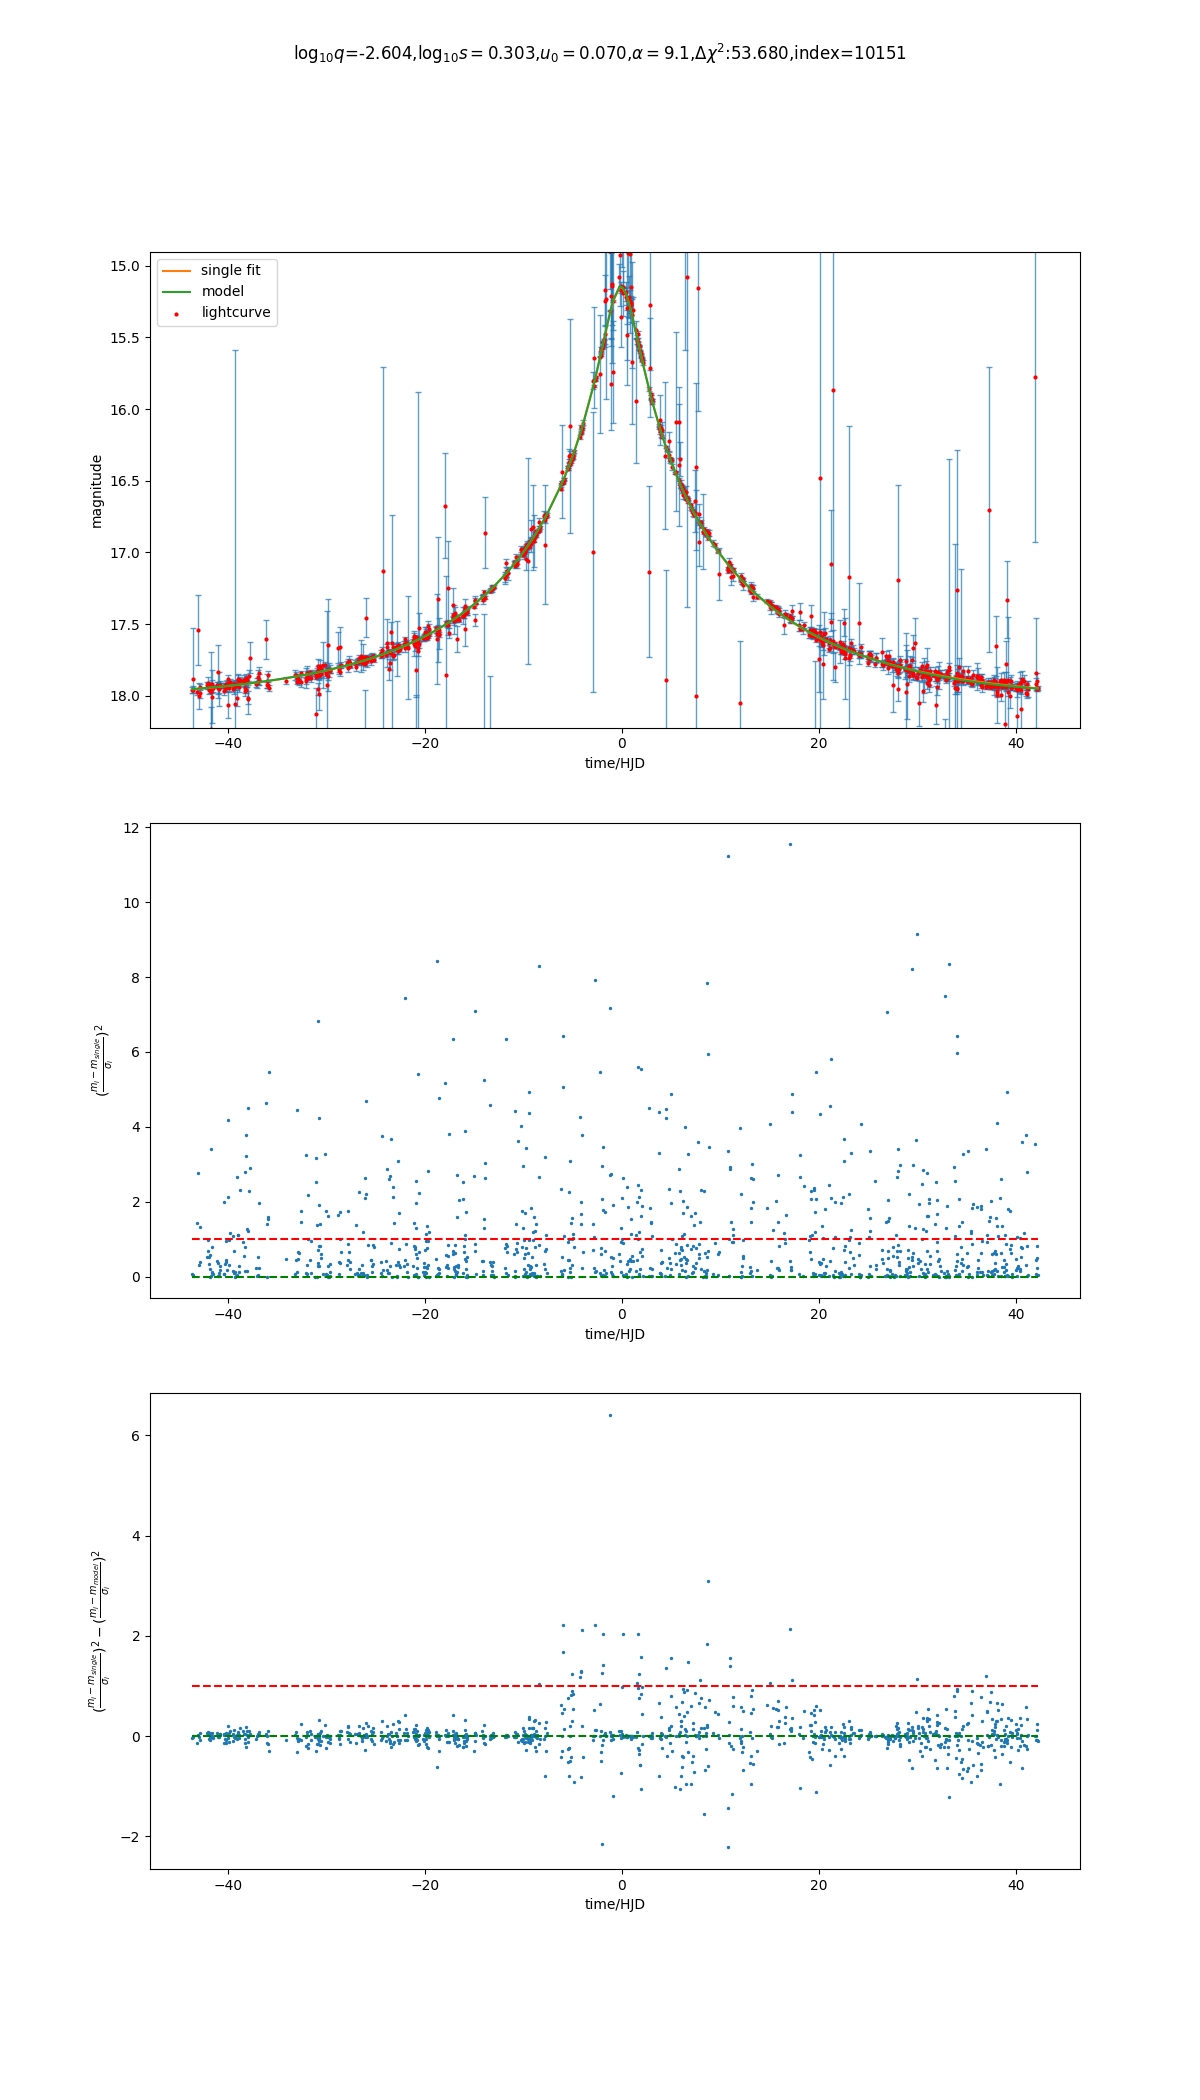 log₁₀q=-2.604,log₁₀s = 0.303,u₀ = 0.070,α = 9.1,Δχ²:53.680,index=10151
15.0
15.5
16.0
16.5
17.0
17.5
18.0
magnitude
single fit
model
lightcurve
−40 −20 0 20 40
time/HJD
12
10
8
6
4
2
0
((mᵢ − m_single)/σᵢ)²
−40 −20 0 20 40
time/HJD
6
4
2
0
−2
((mᵢ − m_single)/σᵢ)² − ((mᵢ − m_model)/σᵢ)²
−40 −20 0 20 40
time/HJD